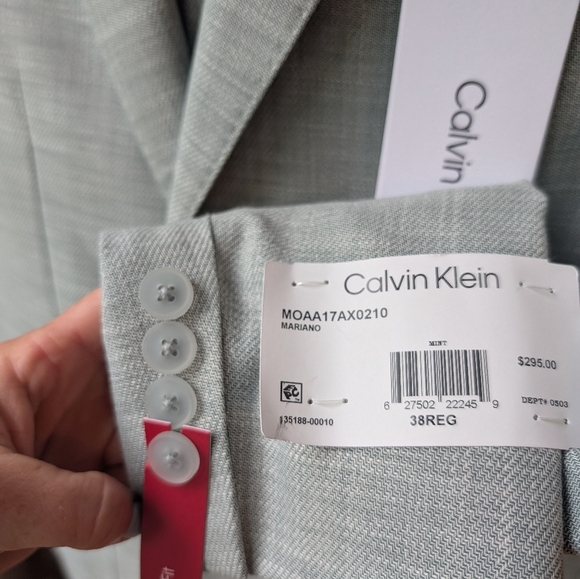 Calvin
Calvin Klein
MOAA17AX0210
MARIANO
MINT
$295.00
6 27502 22245 9
DEPT# 0503
135188-00010
38REG